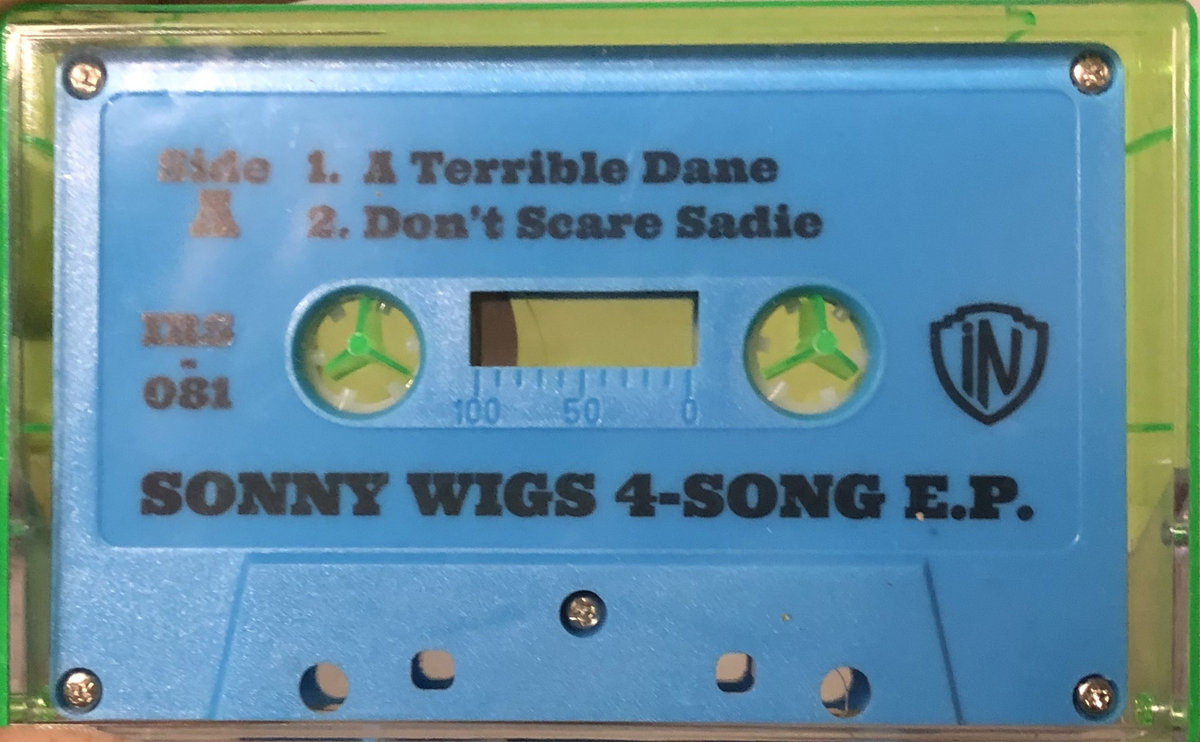 Side 1. A Terrible Dane
A 2. Don't Scare Sadie
IRS
-
081
100 50 0
iN
SONNY WIGS 4-SONG E.P.